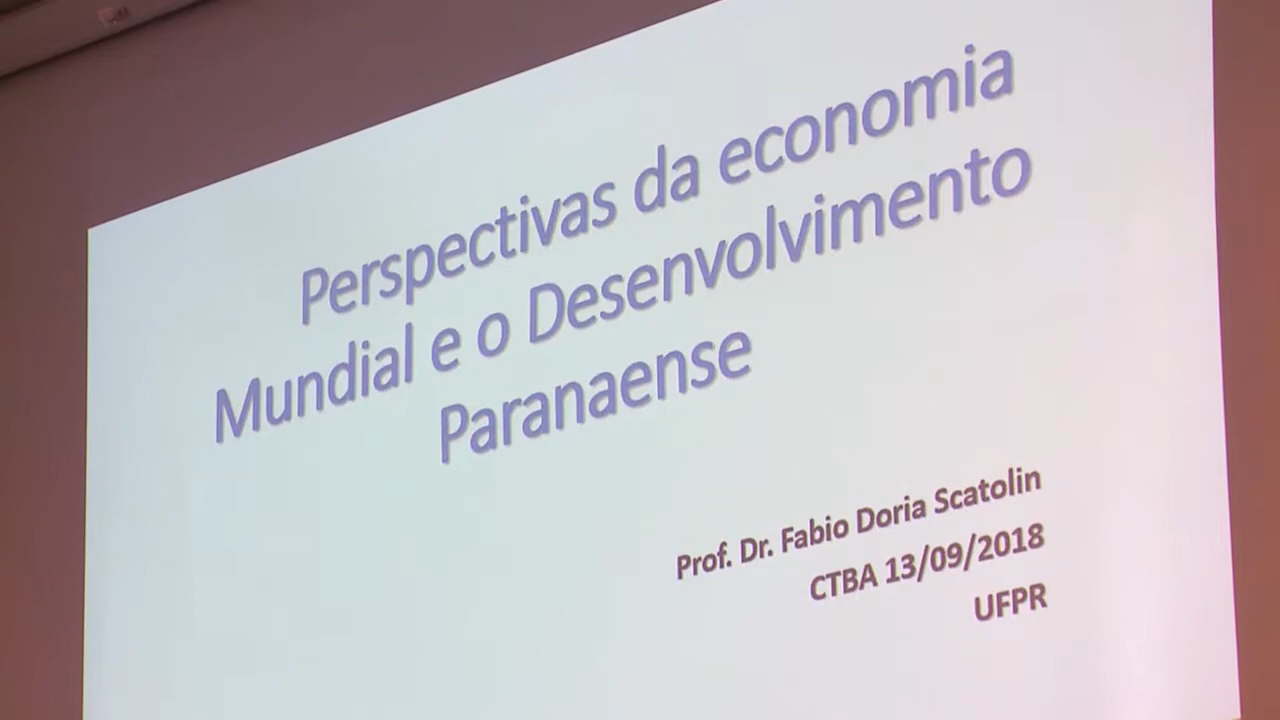 Perspectivas da economia
Mundial e o Desenvolvimento
Paranaense
Prof. Dr. Fabio Doria Scatolin
CTBA 13/09/2018
UFPR